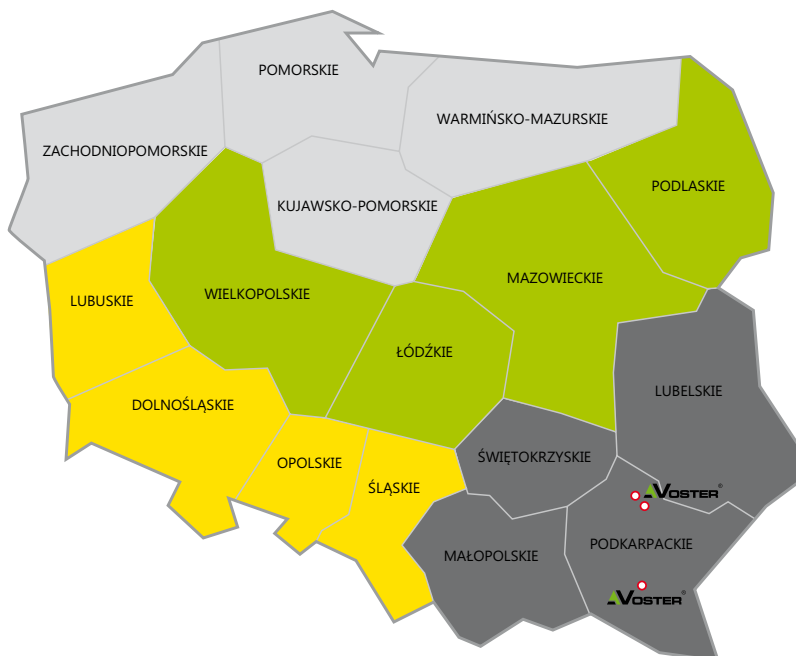 POMORSKIE
WARMIŃSKO-MAZURSKIE
ZACHODNIOPOMORSKIE
PODLASKIE
KUJAWSKO-POMORSKIE
MAZOWIECKIE
WIELKOPOLSKIE
LUBUSKIE
ŁÓDŹKIE
LUBELSKIE
DOLNOŚLĄSKIE
ŚWIĘTOKRZYSKIE
OPOLSKIE
ŚLĄSKIE
VOSTER®
PODKARPACKIE
MAŁOPOLSKIE
VOSTER®